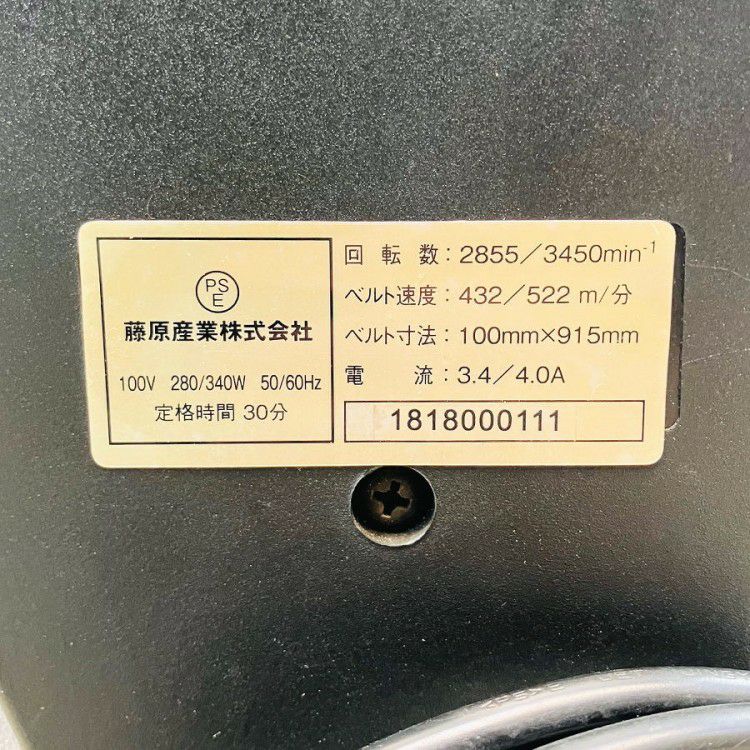 PS
E
藤原産業株式会社
100V 280/340W 50/60Hz
定格時間 30分
回転数:2855/3450min⁻¹
ベルト速度:432/522 m/分
ベルト寸法:100mm×915mm
電流:3.4/4.0A
1818000111